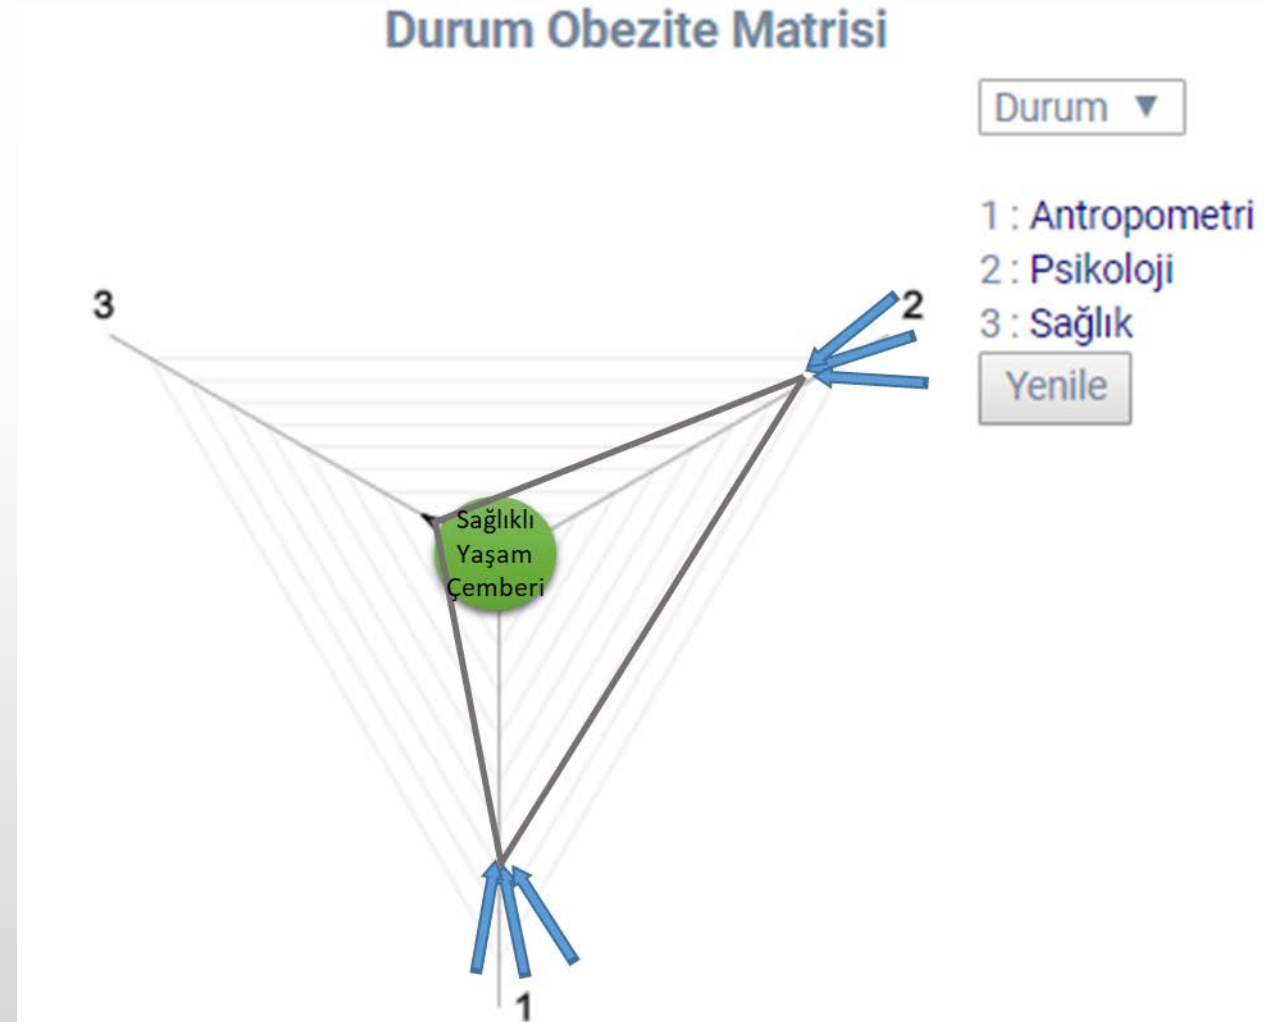 Durum Obezite Matrisi
Durum ▼
1 : Antropometri
2 : Psikoloji
3 : Sağlık
Yenile
3
2
Sağlıklı
Yaşam
Çemberi
1